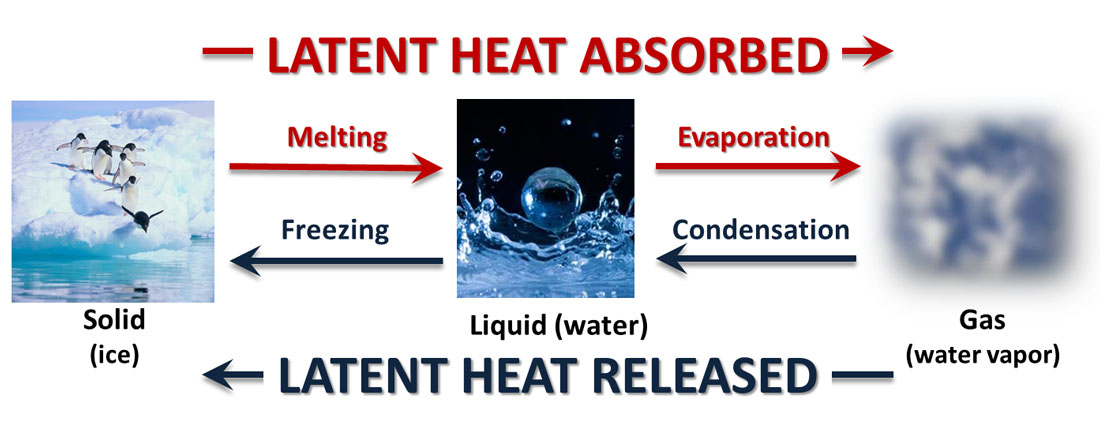 LATENT HEAT ABSORBED
Melting
Evaporation
Freezing
Condensation
Solid
(ice)
Liquid (water)
Gas
(water vapor)
LATENT HEAT RELEASED